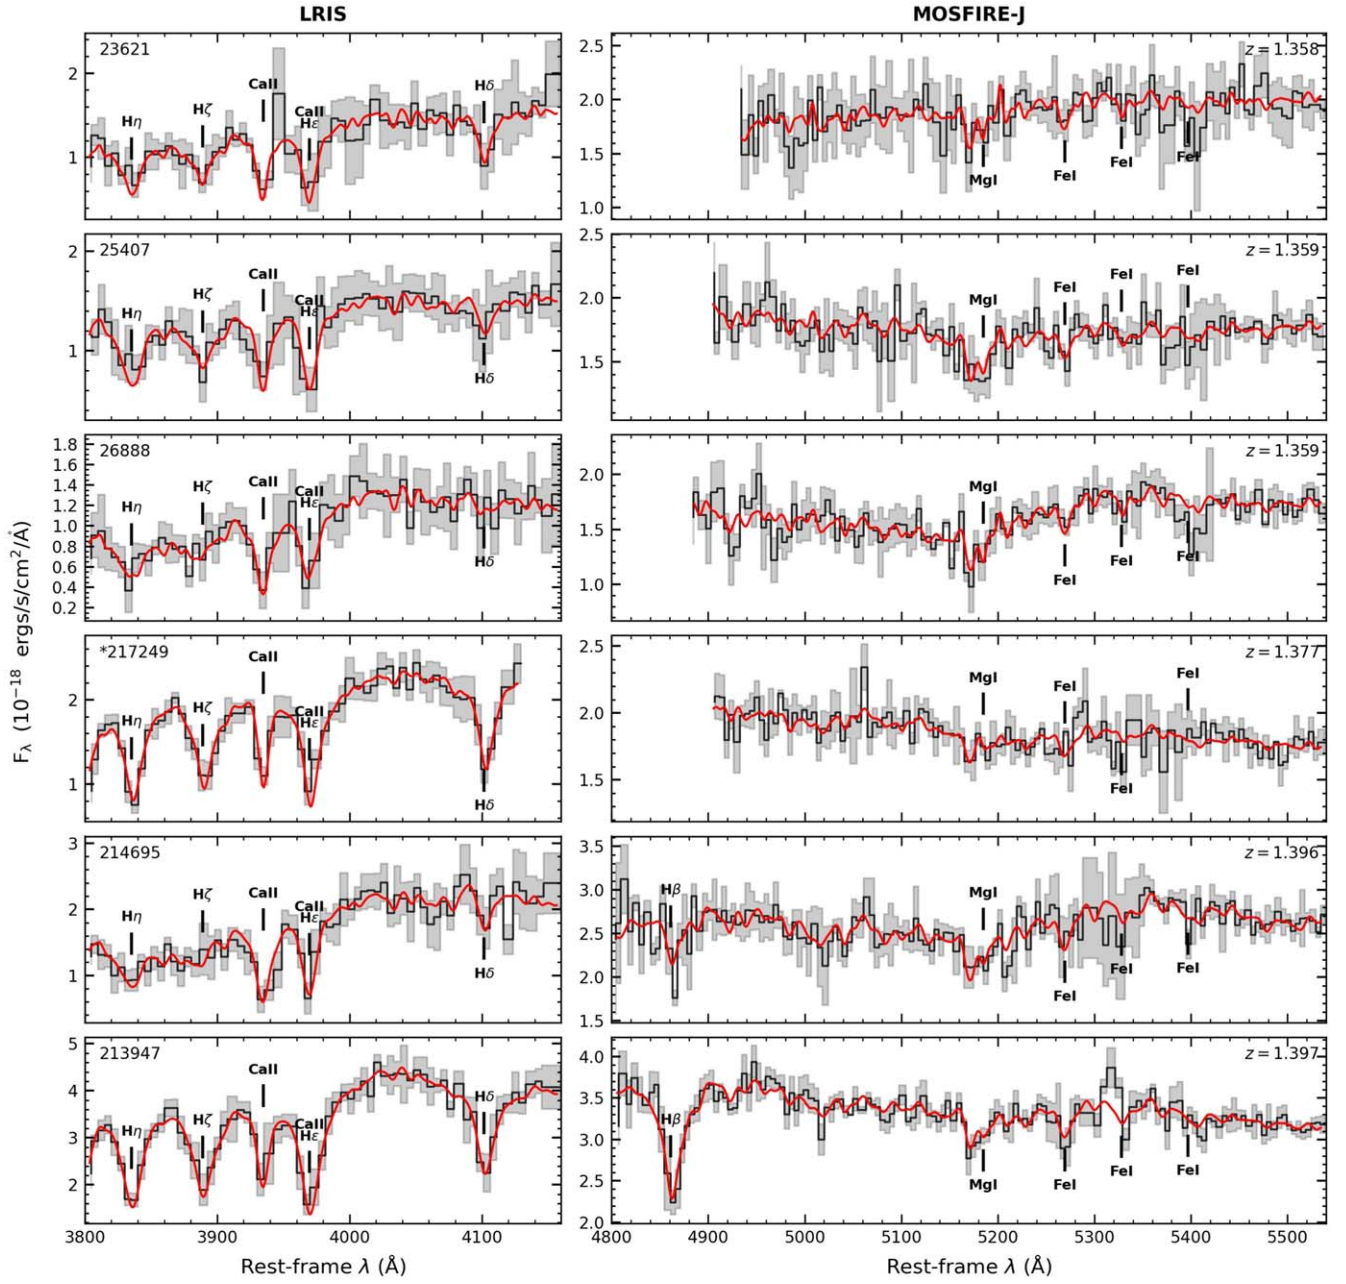 LRIS
MOSFIRE-J
23621
Hη
Hζ
CaII
CaII
Hε
Hδ
2
1
z = 1.358
MgI
FeI
FeI
FeI
2.5
2.0
1.5
1.0
25407
Hη
Hζ
CaII
CaII
Hε
Hδ
2
1
z = 1.359
MgI
FeI
FeI
FeI
2.5
2.0
1.5
26888
Hη
Hζ
CaII
CaII
Hε
Hδ
1.8
1.6
1.4
1.2
1.0
0.8
0.6
0.4
0.2
z = 1.359
MgI
FeI
FeI
FeI
2.0
1.5
1.0
*217249
Hη
Hζ
CaII
CaII
Hε
Hδ
2
1
z = 1.377
MgI
FeI
FeI
FeI
2.5
2.0
1.5
214695
Hη
Hζ
CaII
CaII
Hε
Hδ
3
2
1
z = 1.396
Hβ
MgI
FeI
FeI
FeI
3.5
3.0
2.5
2.0
1.5
213947
Hη
Hζ
CaII
CaII
Hε
Hδ
5
4
3
2
z = 1.397
Hβ
MgI
FeI
FeI
FeI
4.0
3.5
3.0
2.5
2.0
3800 3900 4000 4100
4800 4900 5000 5100 5200 5300 5400 5500
Rest-frame λ (Å)
Rest-frame λ (Å)
Fλ (10⁻¹⁸ ergs/s/cm²/Å)